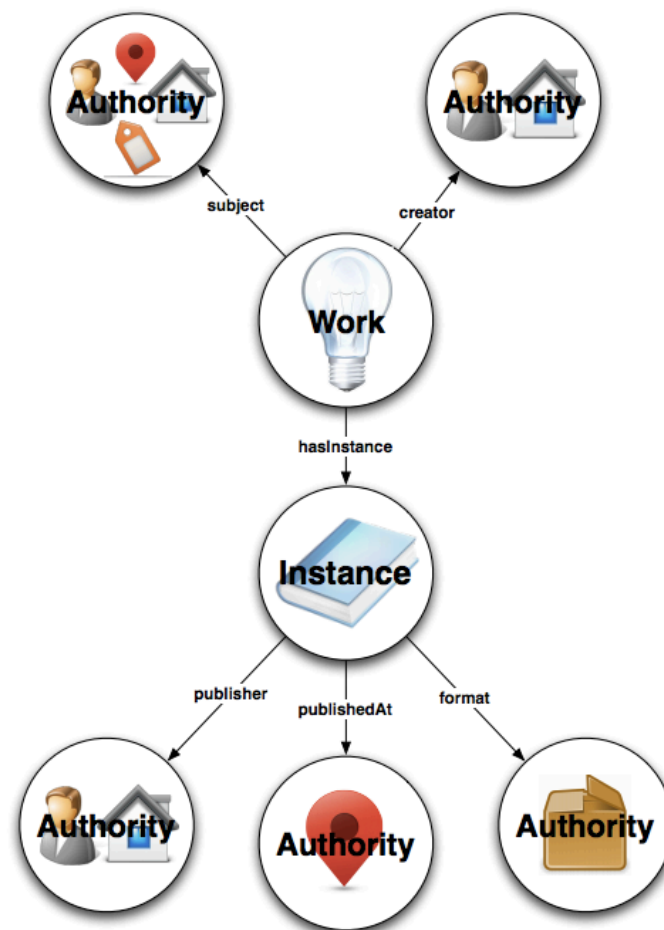 Authority
Authority
subject
creator
Work
hasInstance
Instance
publisher
publishedAt
format
Authority
Authority
Authority